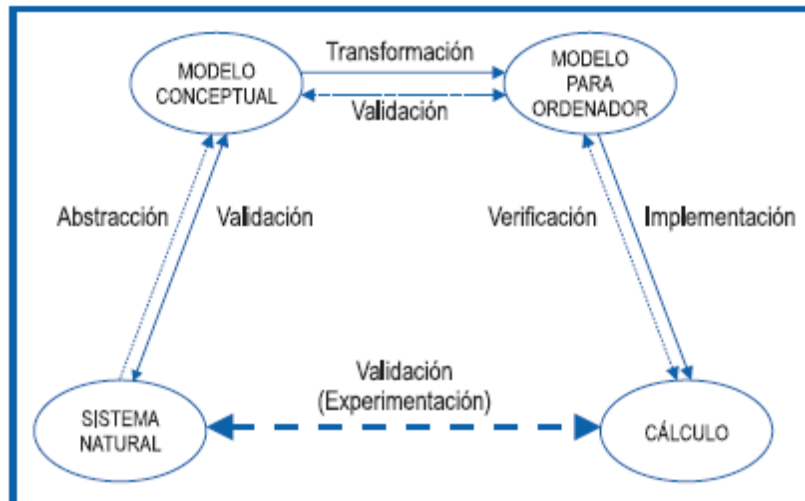 MODELO
CONCEPTUAL
Transformación
Validación
MODELO
PARA
ORDENADOR
Abstracción
Validación
Verificación
Implementación
Validación
(Experimentación)
SISTEMA
NATURAL
CÁLCULO